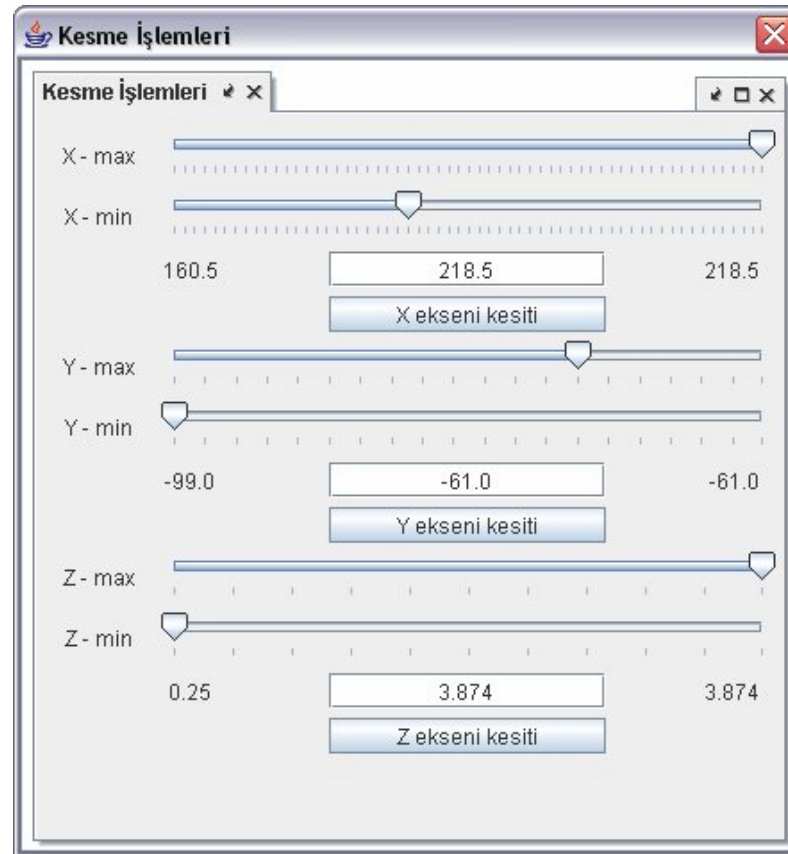 Kesme İşlemleri
Kesme İşlemleri
X - max
X - min
160.5 218.5 218.5
X ekseni kesiti
Y - max
Y - min
-99.0 -61.0 -61.0
Y ekseni kesiti
Z - max
Z - min
0.25 3.874 3.874
Z ekseni kesiti